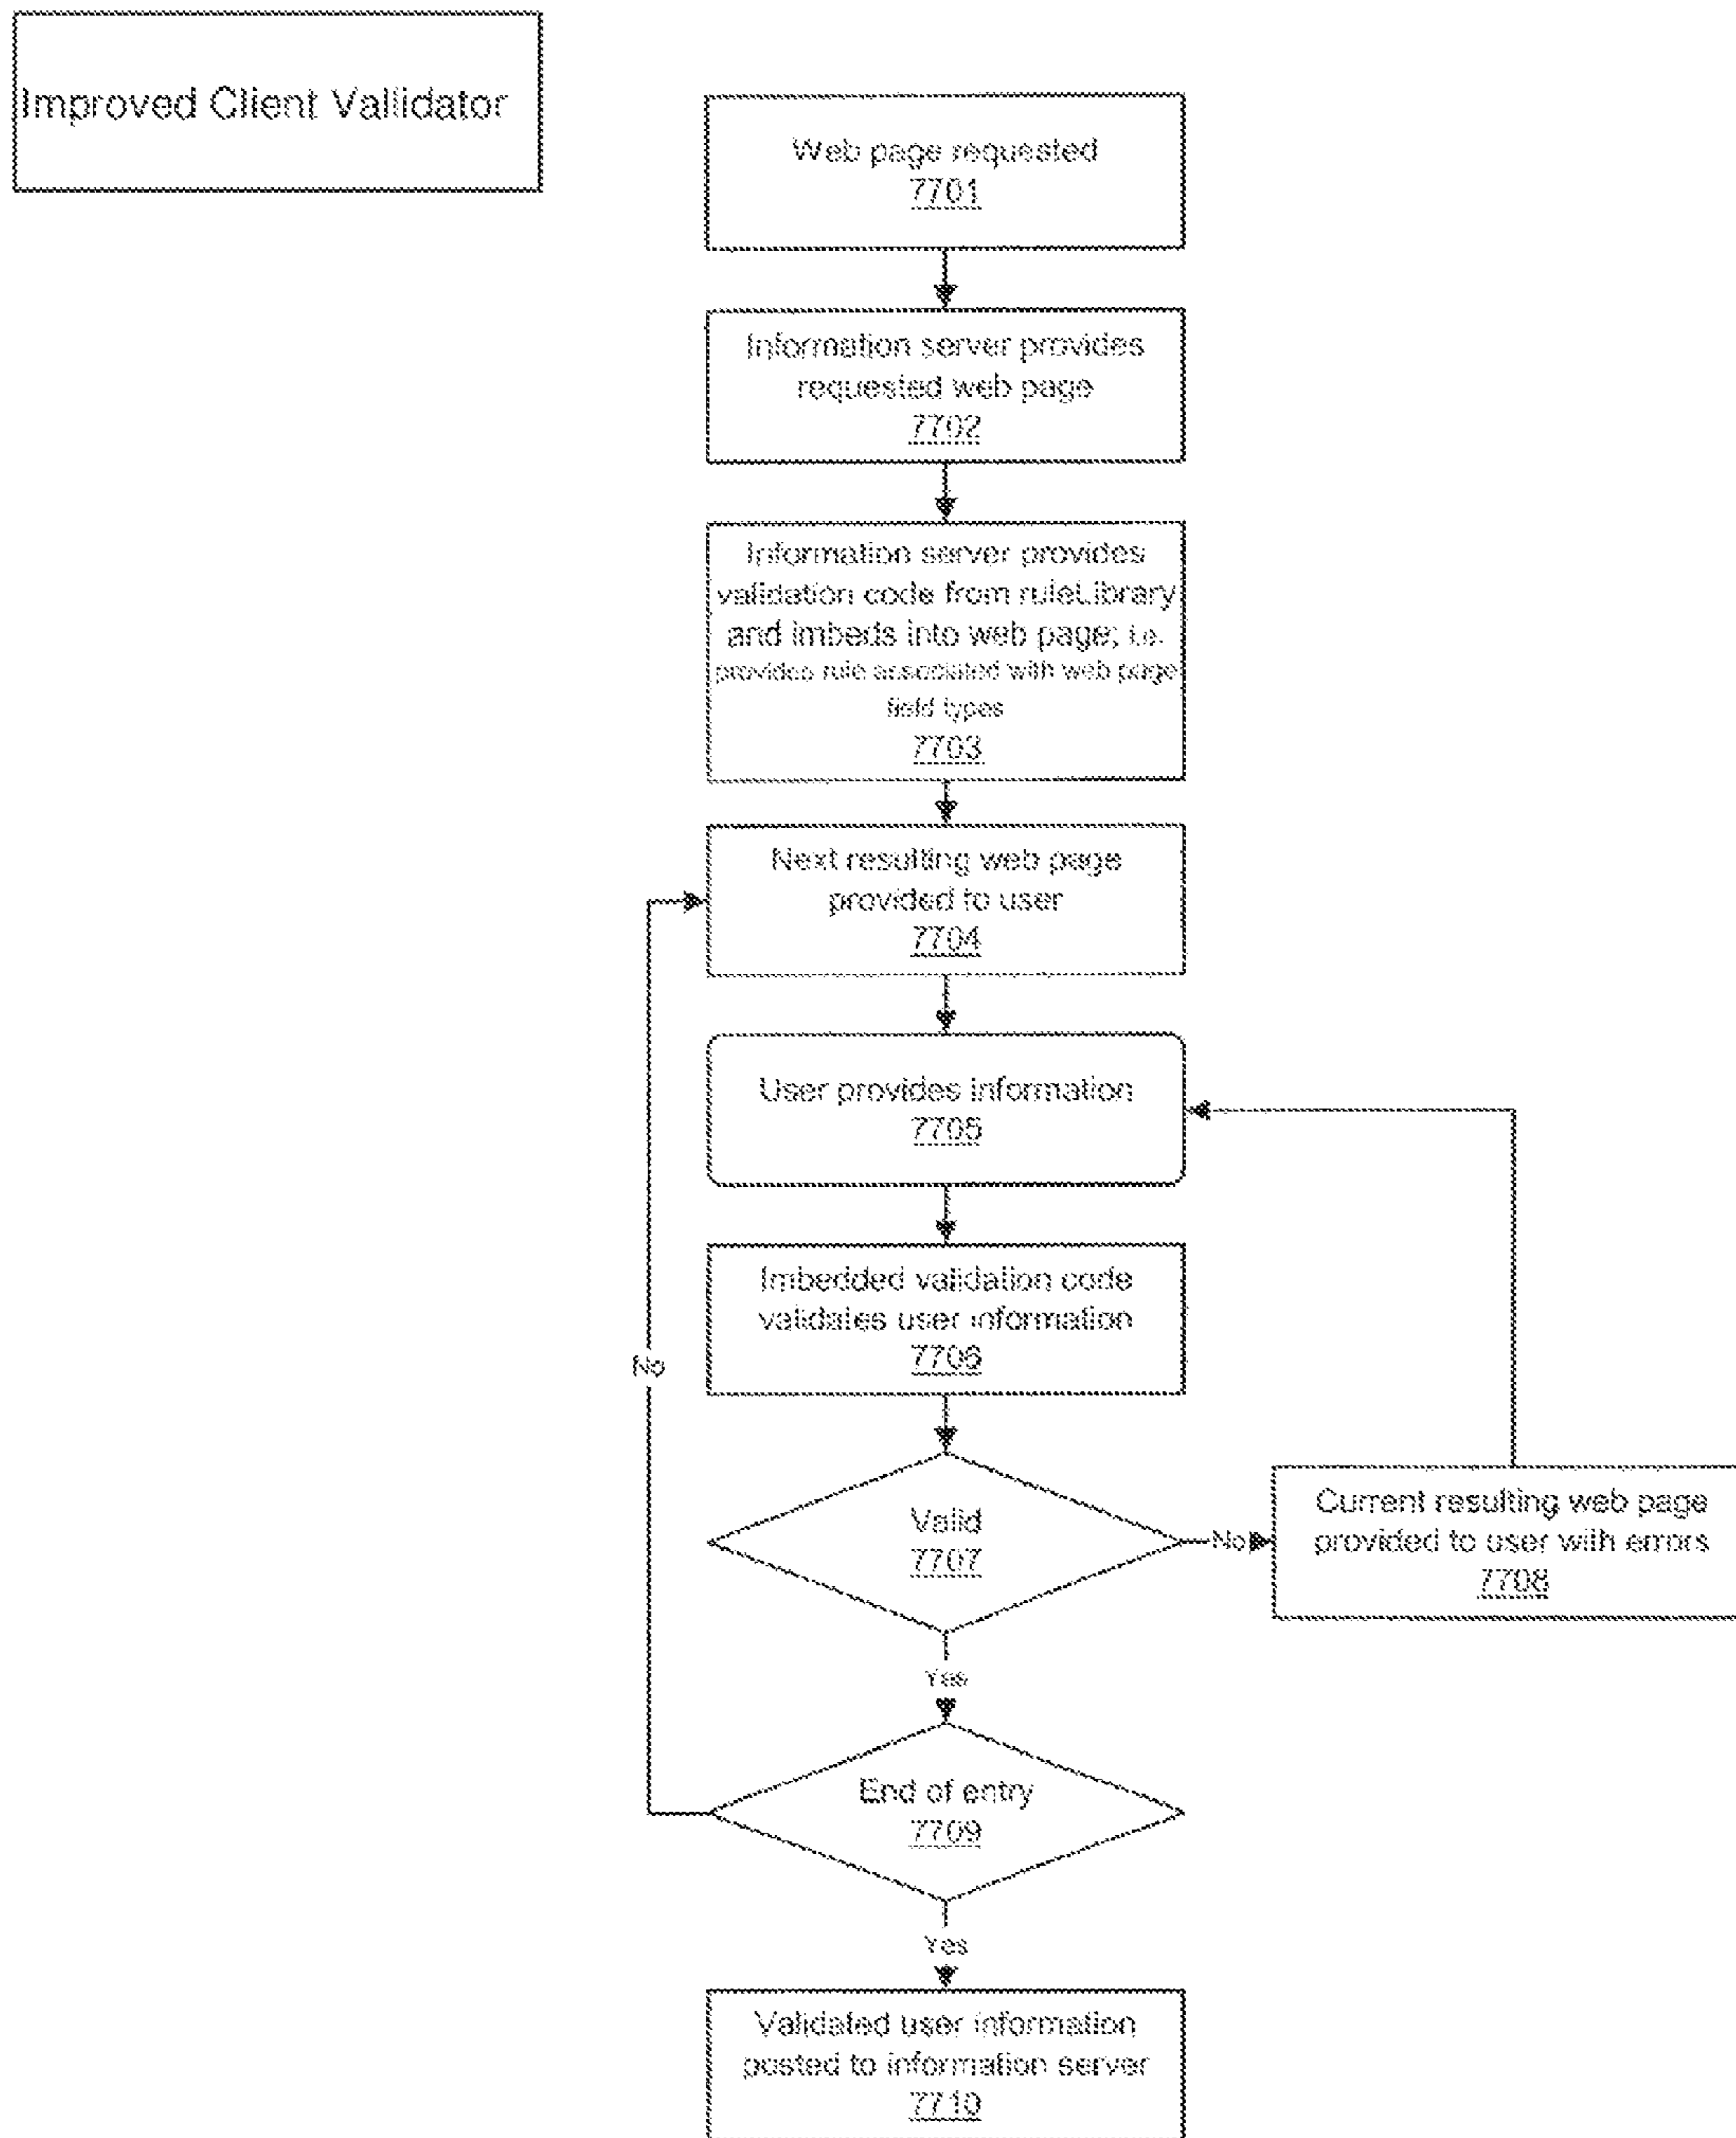 Improved Client Vallidator
Web page requested
7701
Information server provides
requested web page
7702
Information server provides
validation code from ruleLibrary
and imbeds into web page; i.e.
provides rule associated with web page
field types
7703
Next resulting web page
provided to user
7704
User provides information
7705
Imbedded validation code
validates user information
7706
No
Valid
7707
No
Current resulting web page
provided to user with errors
7708
Yes
End of entry
7709
Yes
Validated user information
posted to information server
7710